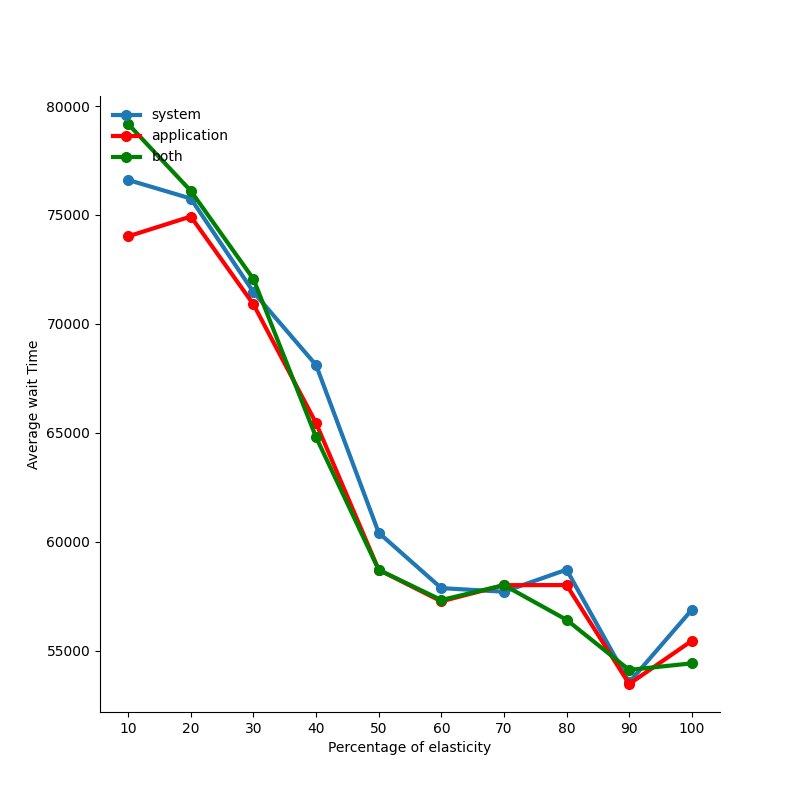 system
application
both
80000
75000
70000
65000
60000
55000
Average wait Time
10 20 30 40 50 60 70 80 90 100
Percentage of elasticity